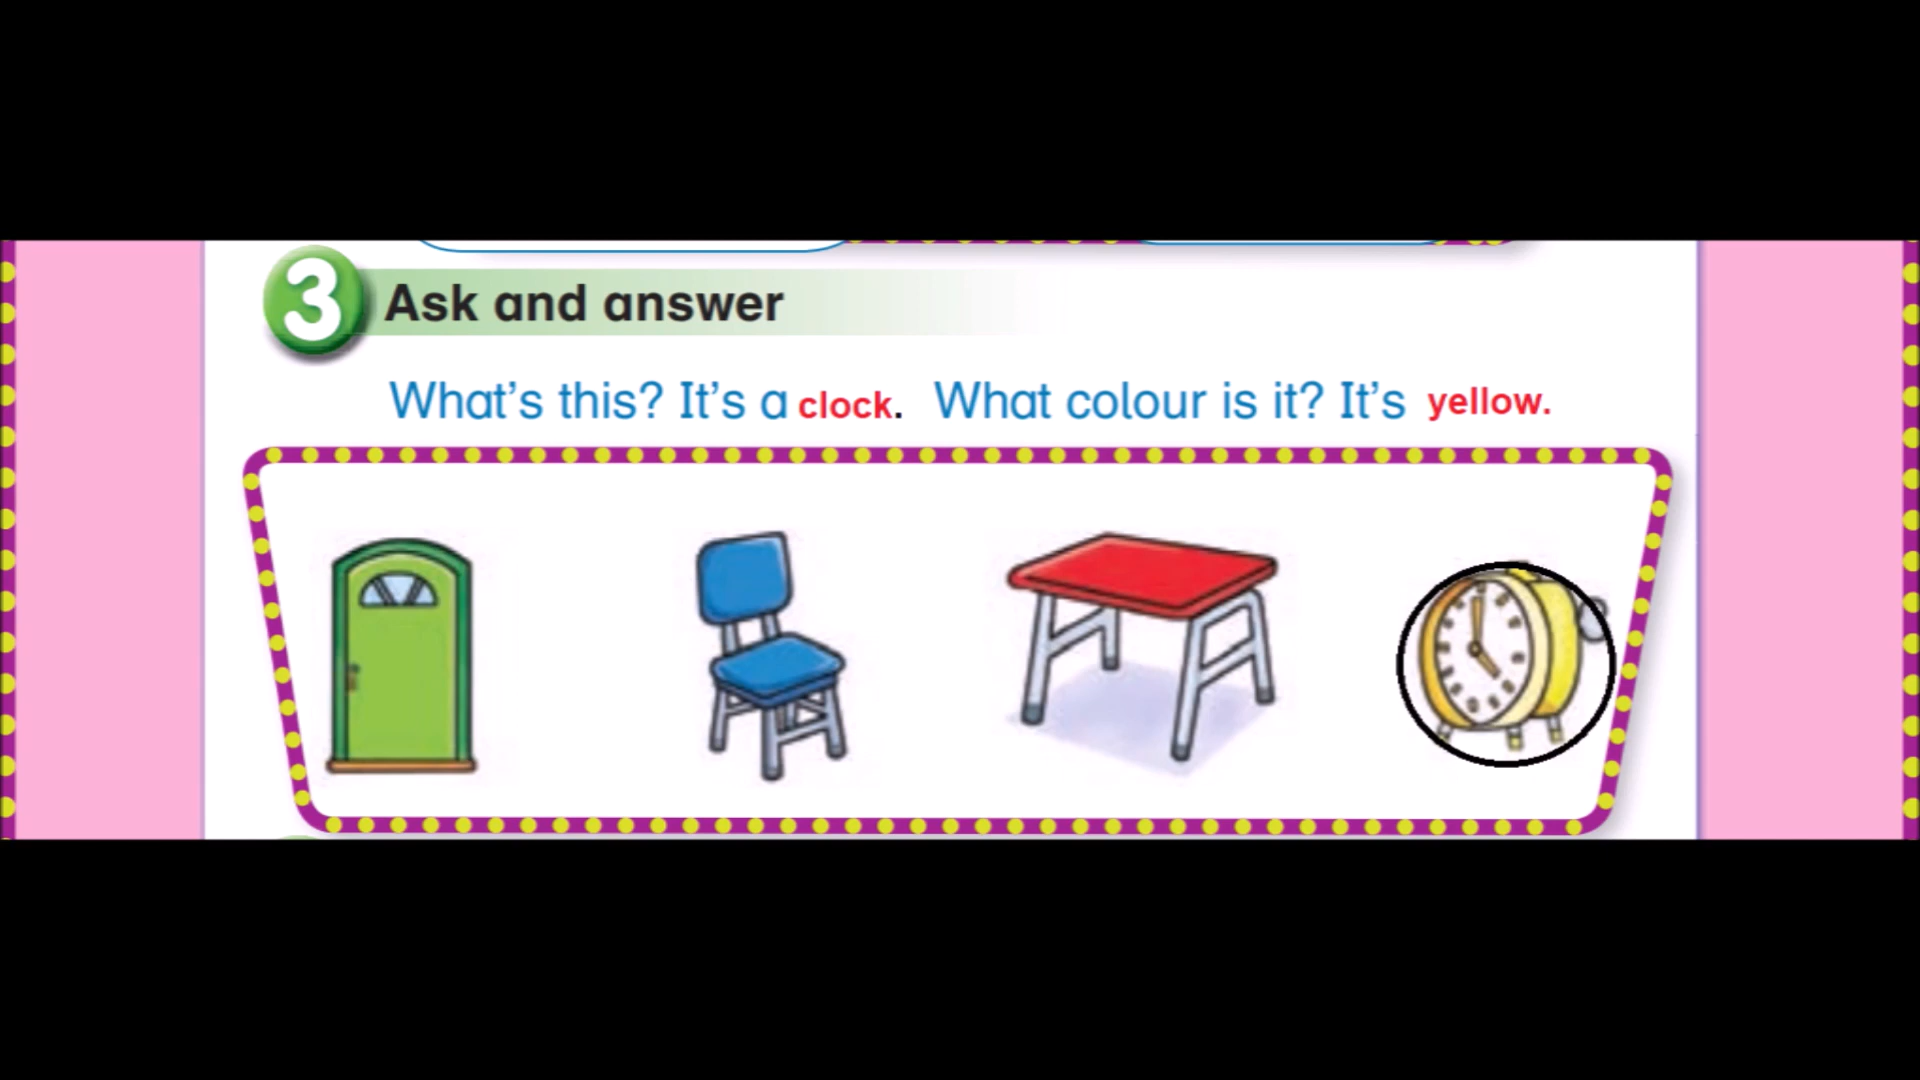 3 Ask and answer
What's this? It's a clock. What colour is it? It's yellow.